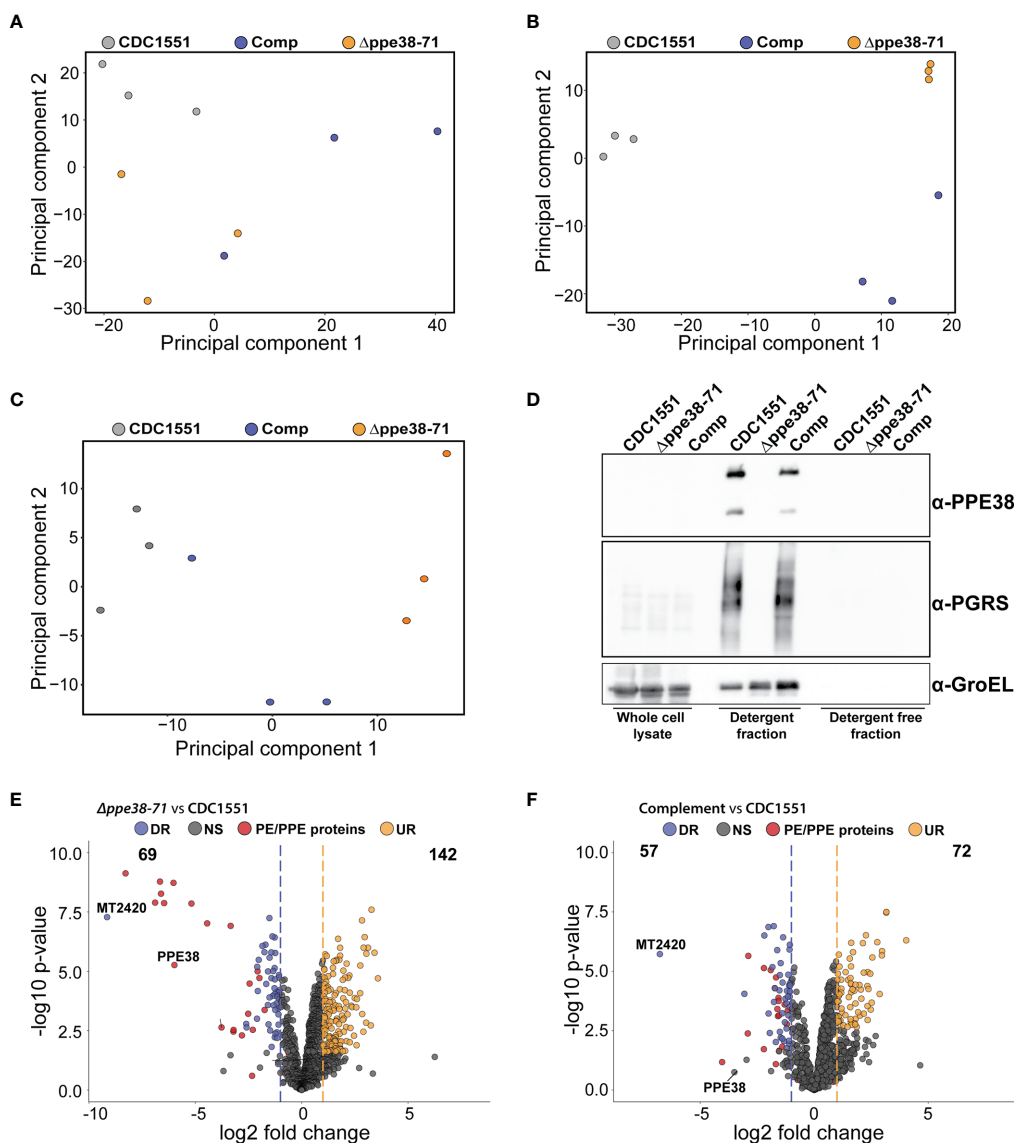 A
CDC1551 Comp Δppe38-71
Principal component 2
20
10
0
−10
−20
−30
−20 0 20 40
Principal component 1
B
CDC1551 Comp Δppe38-71
Principal component 2
10
0
−10
−20
−30 −20 −10 0 10 20
Principal component 1
C
CDC1551 Comp Δppe38-71
Principal component 2
10
5
0
−5
−10
−10 0 10
Principal component 1
D
CDC1551 Δppe38-71 Comp CDC1551 Δppe38-71 Comp CDC1551 Δppe38-71 Comp
α-PPE38
α-PGRS
α-GroEL
Whole cell lysate
Detergent fraction
Detergent free fraction
E
Δppe38-71 vs CDC1551
DR NS PE/PPE proteins UR
69 142
MT2420
PPE38
-log10 p-value
10.0
7.5
5.0
2.5
0.0
−10 −5 0 5
log2 fold change
F
Complement vs CDC1551
DR NS PE/PPE proteins UR
57 72
MT2420
PPE38
-log10 p-value
10.0
7.5
5.0
2.5
0.0
−5 0 5
log2 fold change